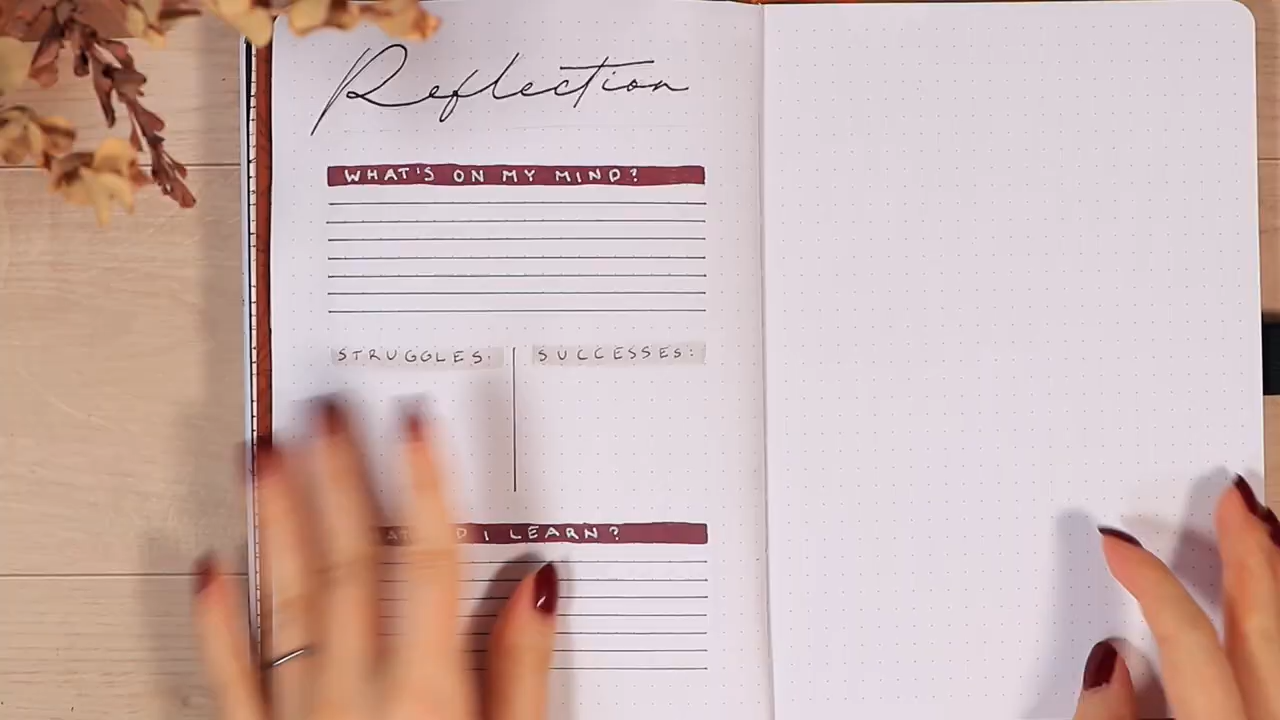 Reflection
WHAT'S ON MY MIND?
STRUGGLES:
SUCCESSES:
I LEARN?